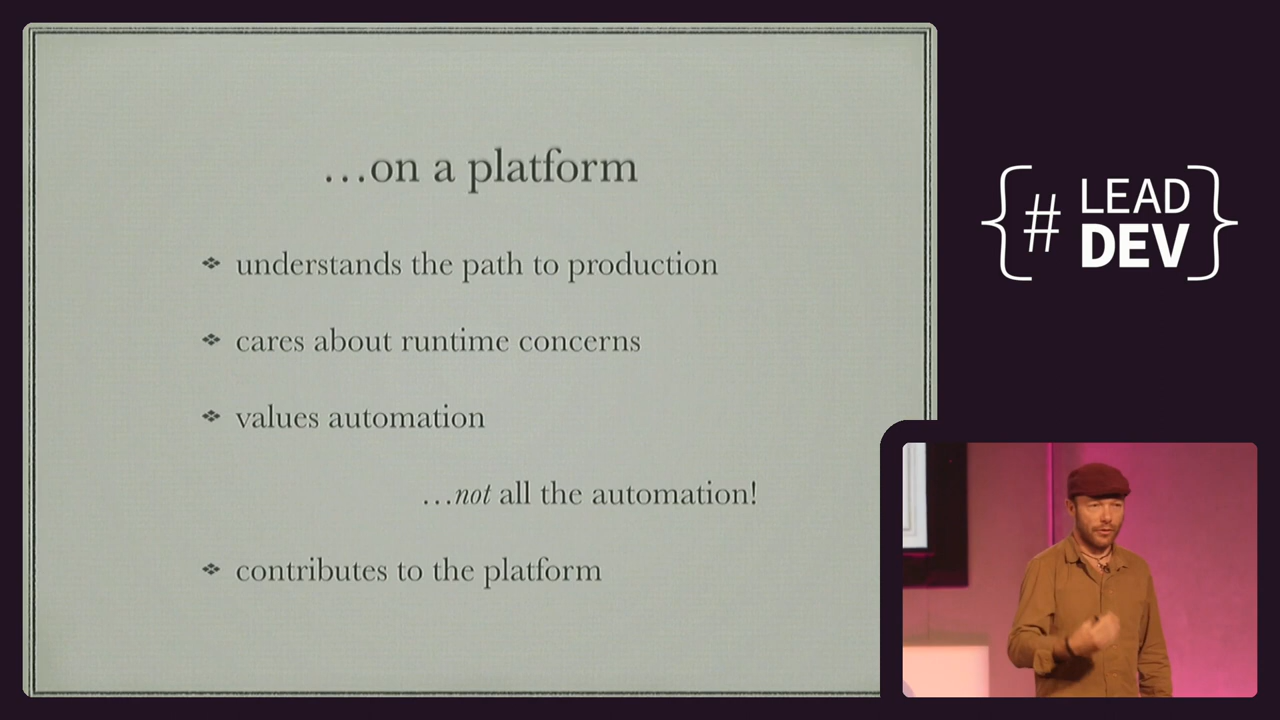 …on a platform
understands the path to production
cares about runtime concerns
values automation
…not all the automation!
contributes to the platform
{# LEAD
DEV}